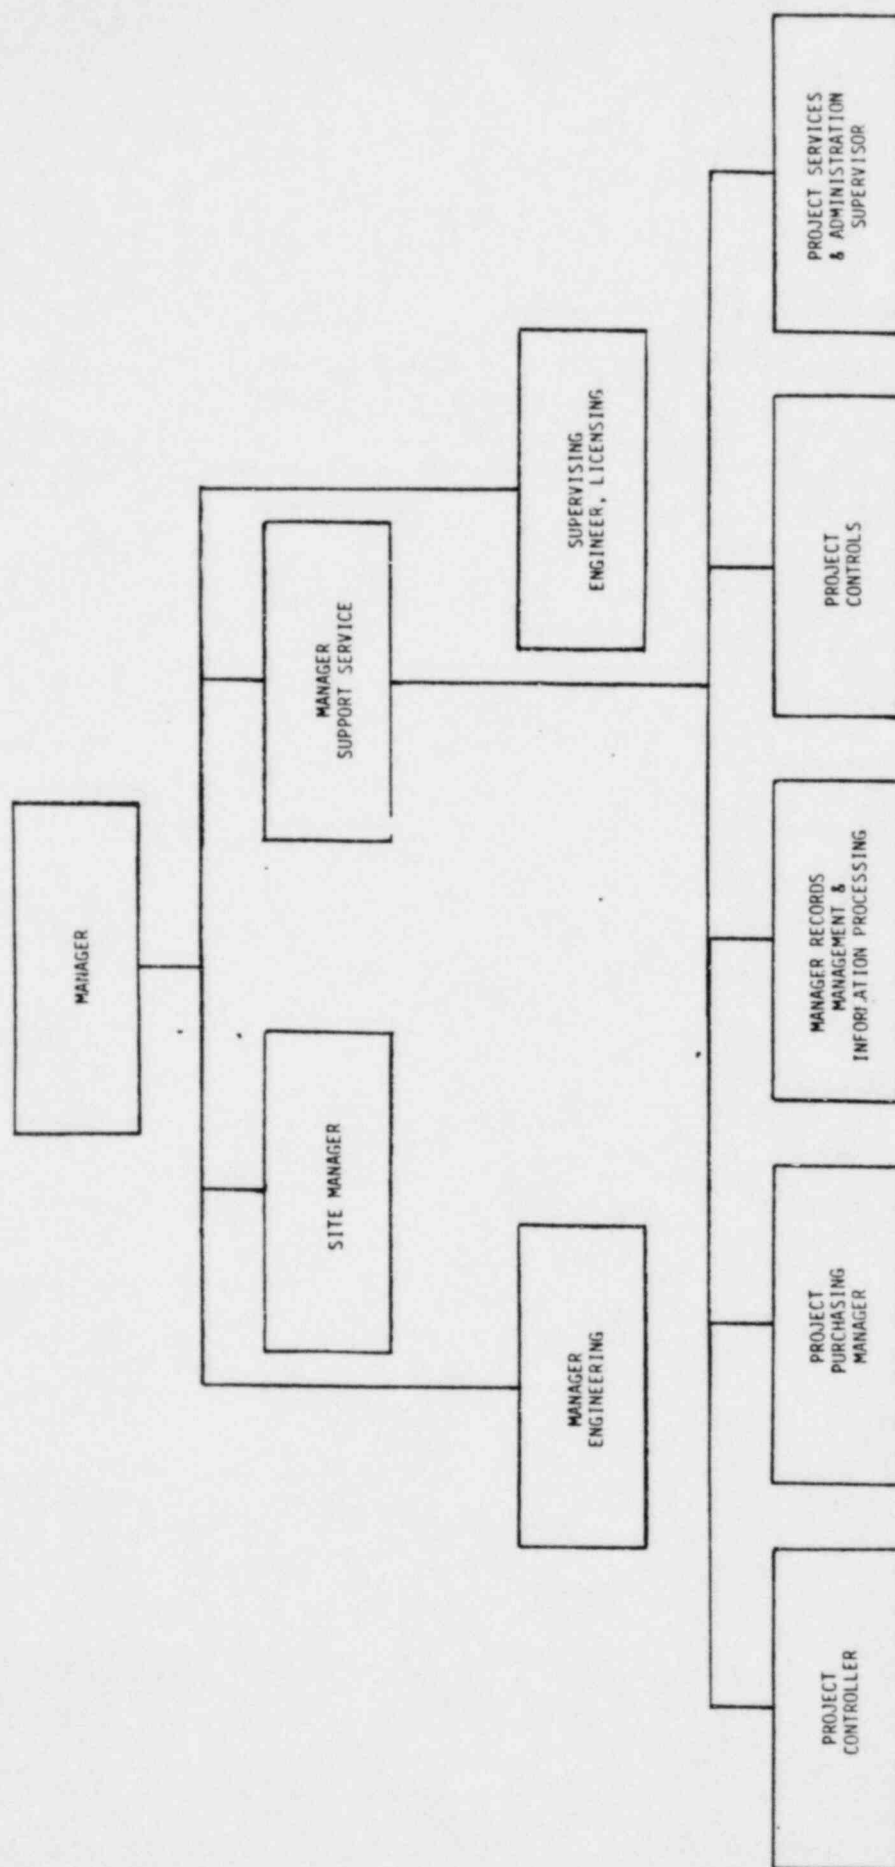 MANAGER
SITE MANAGER
MANAGER
SUPPORT SERVICE
MANAGER
ENGINEERING
SUPERVISING
ENGINEER, LICENSING
PROJECT
CONTROLLER
PROJECT
PURCHASING
MANAGER
MANAGER RECORDS
MANAGEMENT &
INFORMATION PROCESSING
PROJECT
CONTROLS
PROJECT SERVICES
& ADMINISTRATION
SUPERVISOR